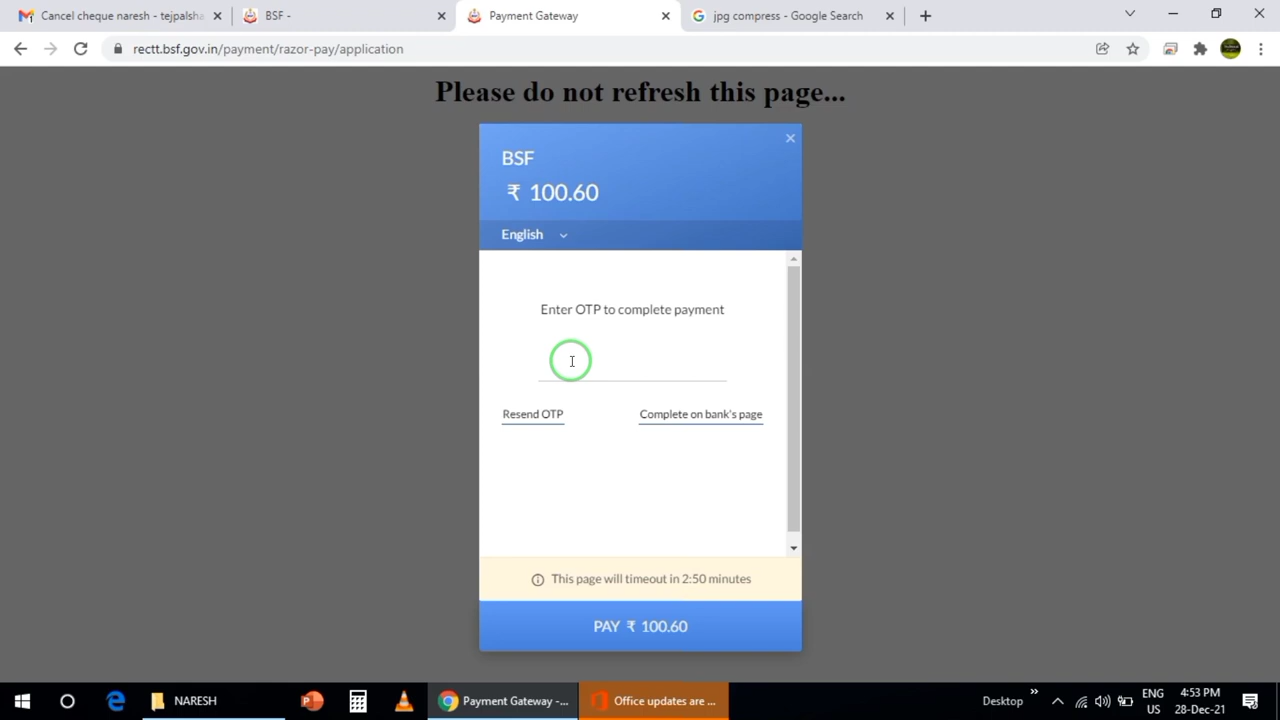 Cancel cheque naresh - tejpalsha
BSF -
Payment Gateway
jpg compress - Google Search
rectt.bsf.gov.in/payment/razor-pay/application
Please do not refresh this page...
BSF
₹ 100.60
English
Enter OTP to complete payment
Resend OTP
Complete on bank's page
This page will timeout in 2:50 minutes
PAY ₹ 100.60
NARESH
Payment Gateway -...
Office updates are ...
Desktop
ENG
US
4:53 PM
28-Dec-21